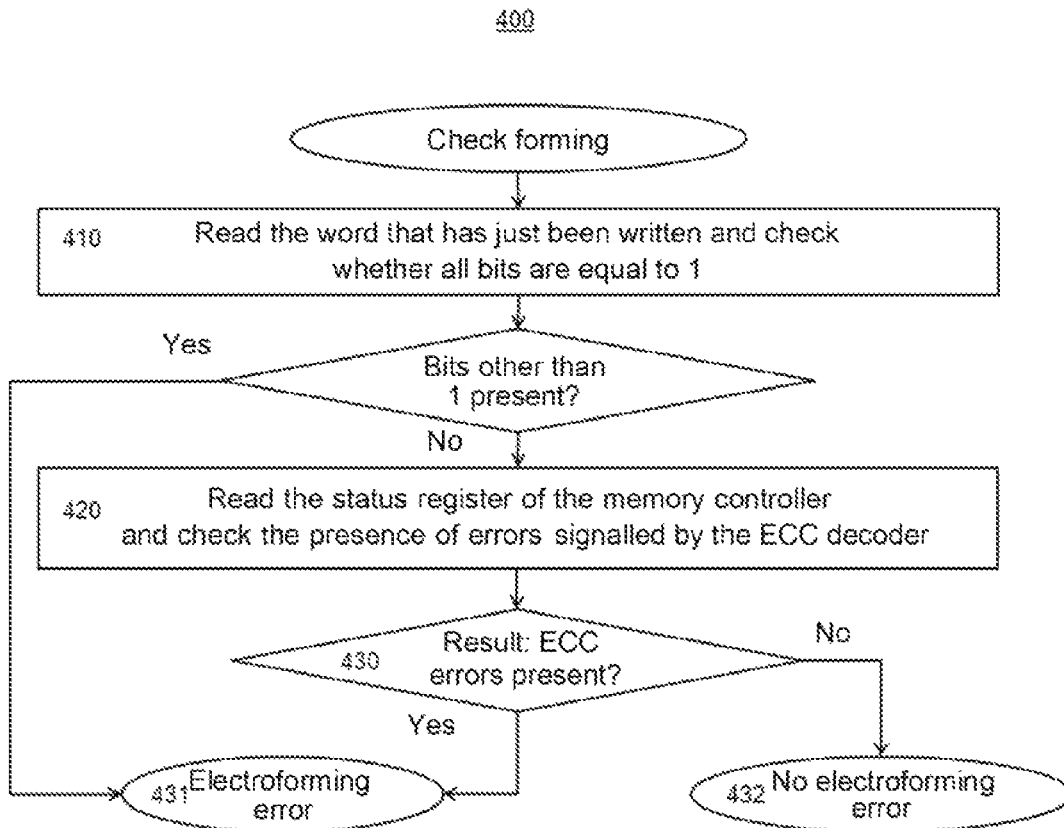 400
Check forming
410
Read the word that has just been written and check
whether all bits are equal to 1
Yes
Bits other than
1 present?
No
420
Read the status register of the memory controller
and check the presence of errors signalled by the ECC decoder
430
Result: ECC
errors present?
No
Yes
431
Electroforming
error
432
No electroforming
error